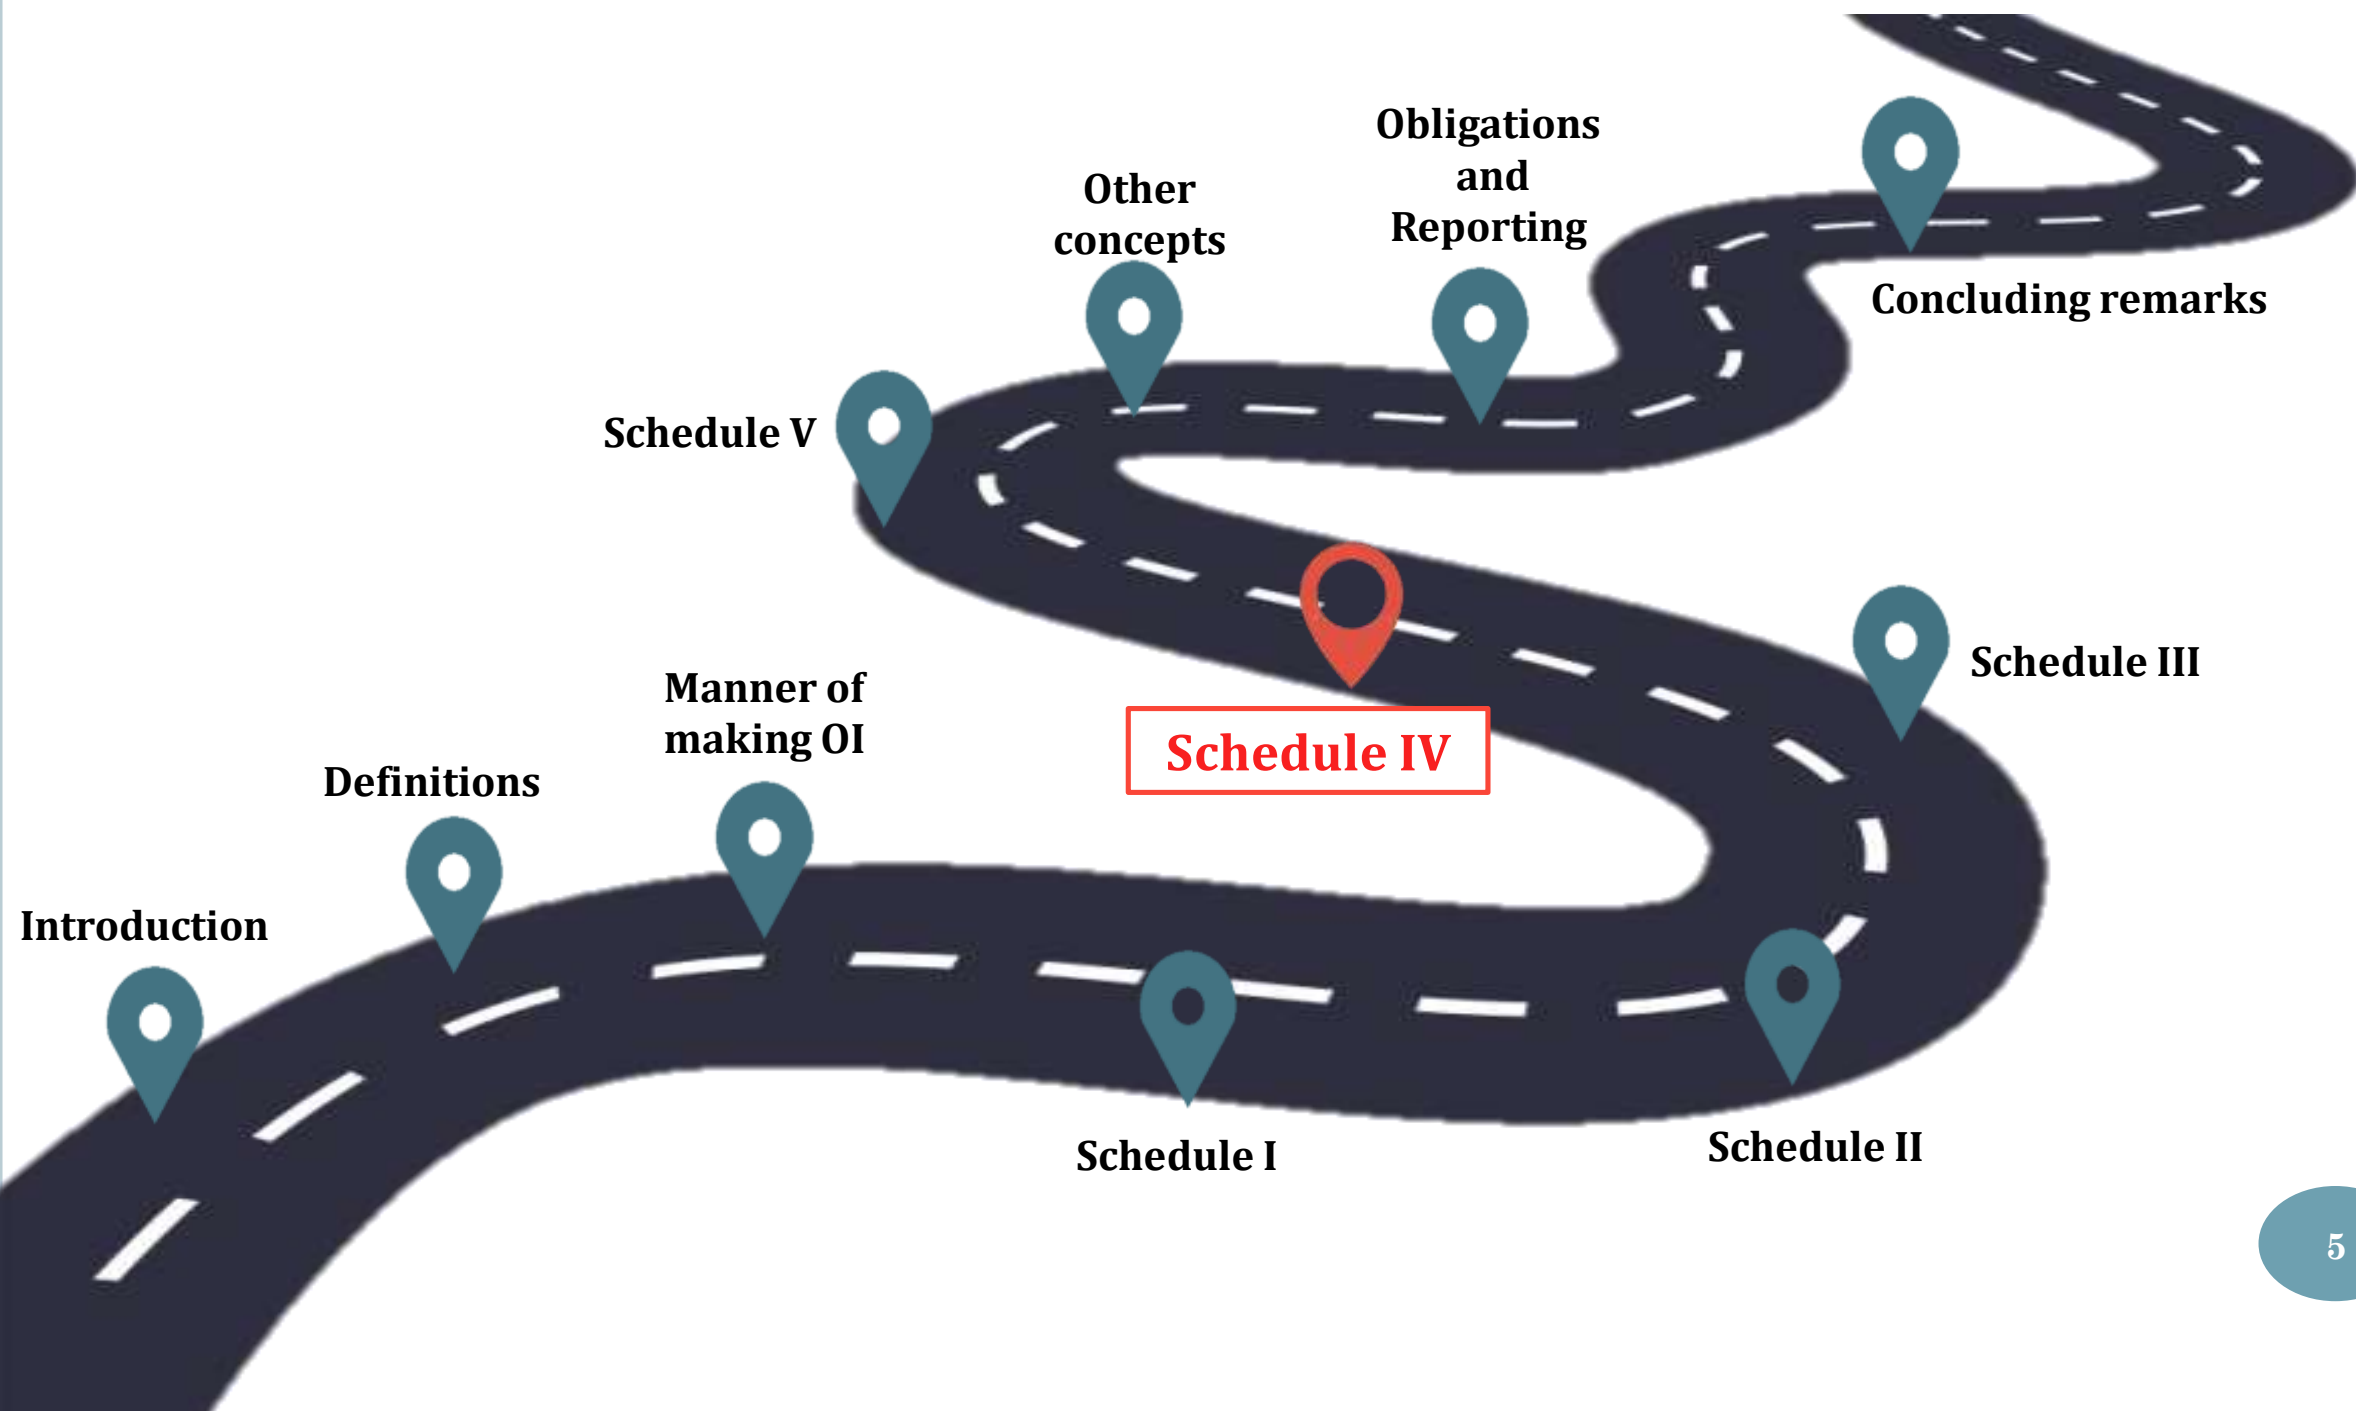 Introduction
Definitions
Manner of
making OI
Schedule I
Schedule II
Schedule III
Schedule IV
Schedule V
Other
concepts
Obligations
and
Reporting
Concluding remarks
5